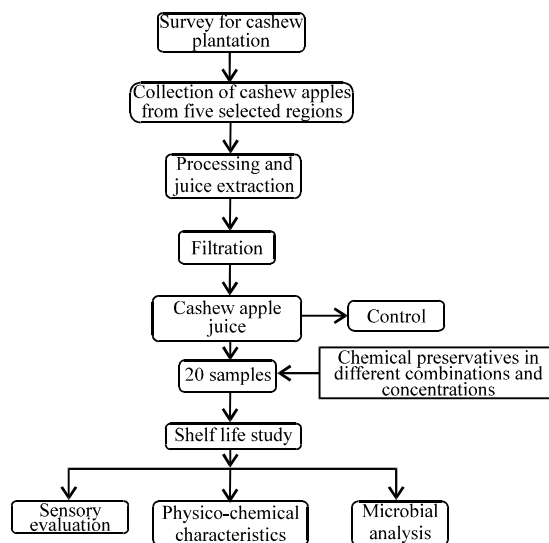 Survey for cashew
plantation
Collection of cashew apples
from five selected regions
Processing and
juice extraction
Filtration
Cashew apple
juice
Control
20 samples
Chemical preservatives in
different combinations and
concentrations
Shelf life study
Sensory
evaluation
Physico-chemical
characteristics
Microbial
analysis